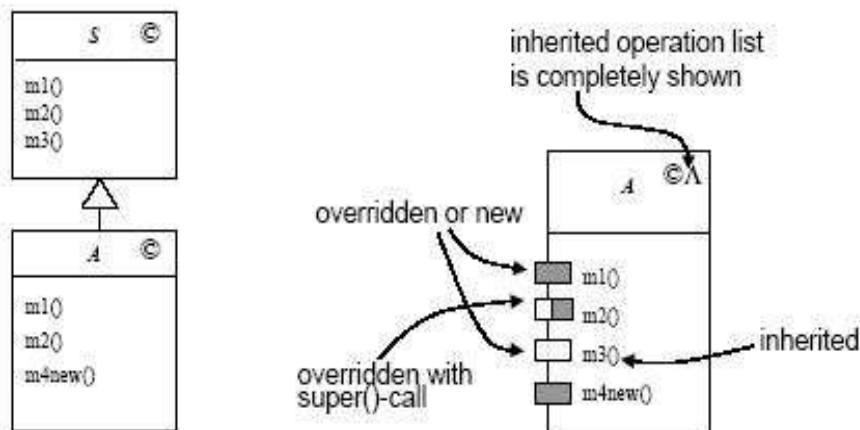 S ©
m1()
m2()
m3()
A ©
m1()
m2()
m4new()
inherited operation list
is completely shown
©Λ
A
overridden or new
m1()
m2()
m3()
inherited
overridden with
super()-call
m4new()